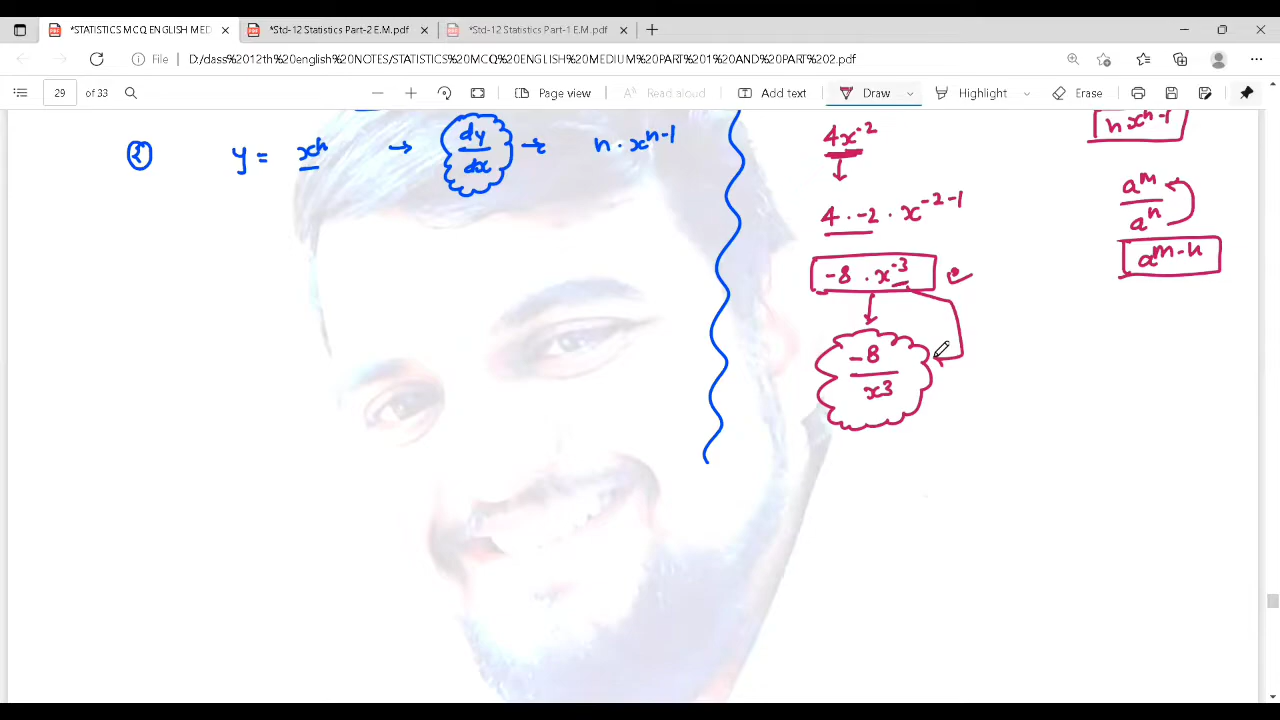 *STATISTICS MCQ ENGLISH MED
*Std-12 Statistics Part-2 E.M.pdf
*Std-12 Statistics Part-1 E.M.pdf
File D:/dass%2012th%20english%20NOTES/STATISTICS%20MCQ%20ENGLISH%20MEDIUM%20PART%201%20AND%20PART%202.pdf
29 of 33
Page view
Read aloud
Add text
Draw
Highlight
Erase
② y = xⁿ → dy/dx → n · xⁿ⁻¹
4x⁻²
4 · -2 · x⁻²⁻¹
-8 · x⁻³
-8
x3
n xⁿ⁻¹
aᵐ
aⁿ
aᵐ⁻ⁿ